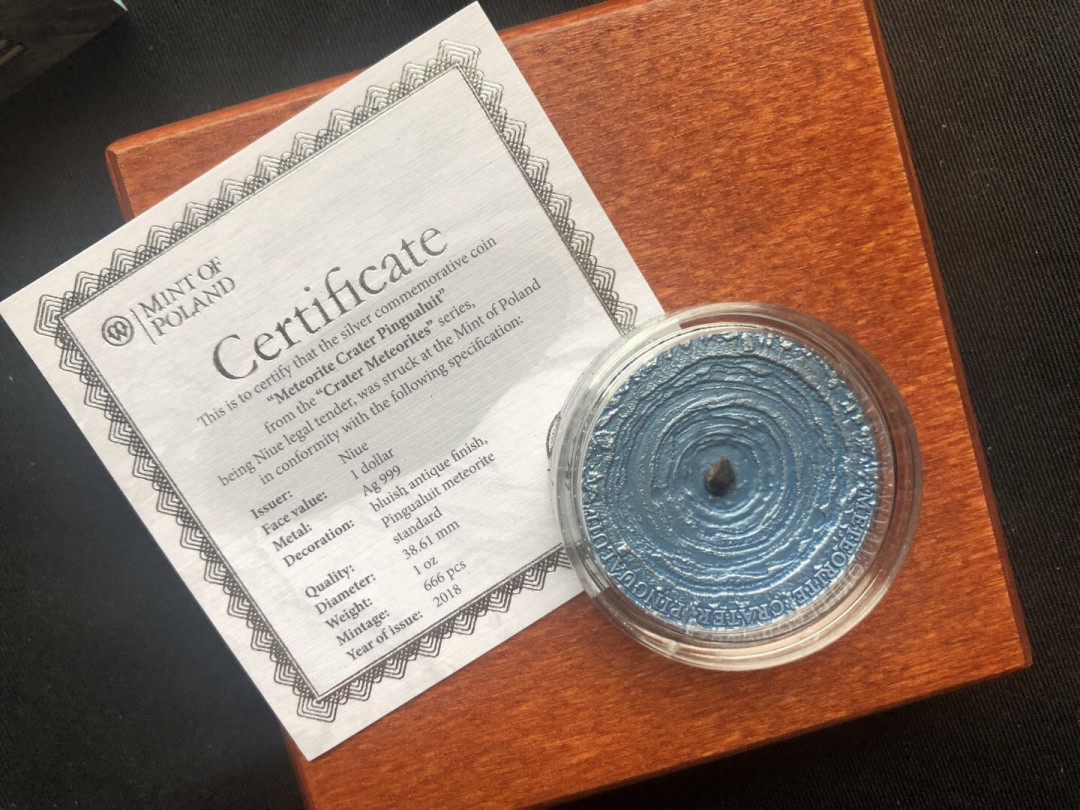 MINT OF
POLAND
Certificate
This is to certify that the silver commemorative coin
“Meteorite Crater Pingualuit”
from the “Crater Meteorites” series,
being Niue legal tender, was struck at the Mint of Poland
in conformity with the following specification:
Issuer: Niue
Face value: 1 dollar
Metal: Ag 999
Decoration: bluish antique finish,
Pingualuit meteorite
Quality: standard
Diameter: 38.61 mm
Weight: 1 oz
Mintage: 666 pcs
Year of issue: 2018
METEORITE CRATER